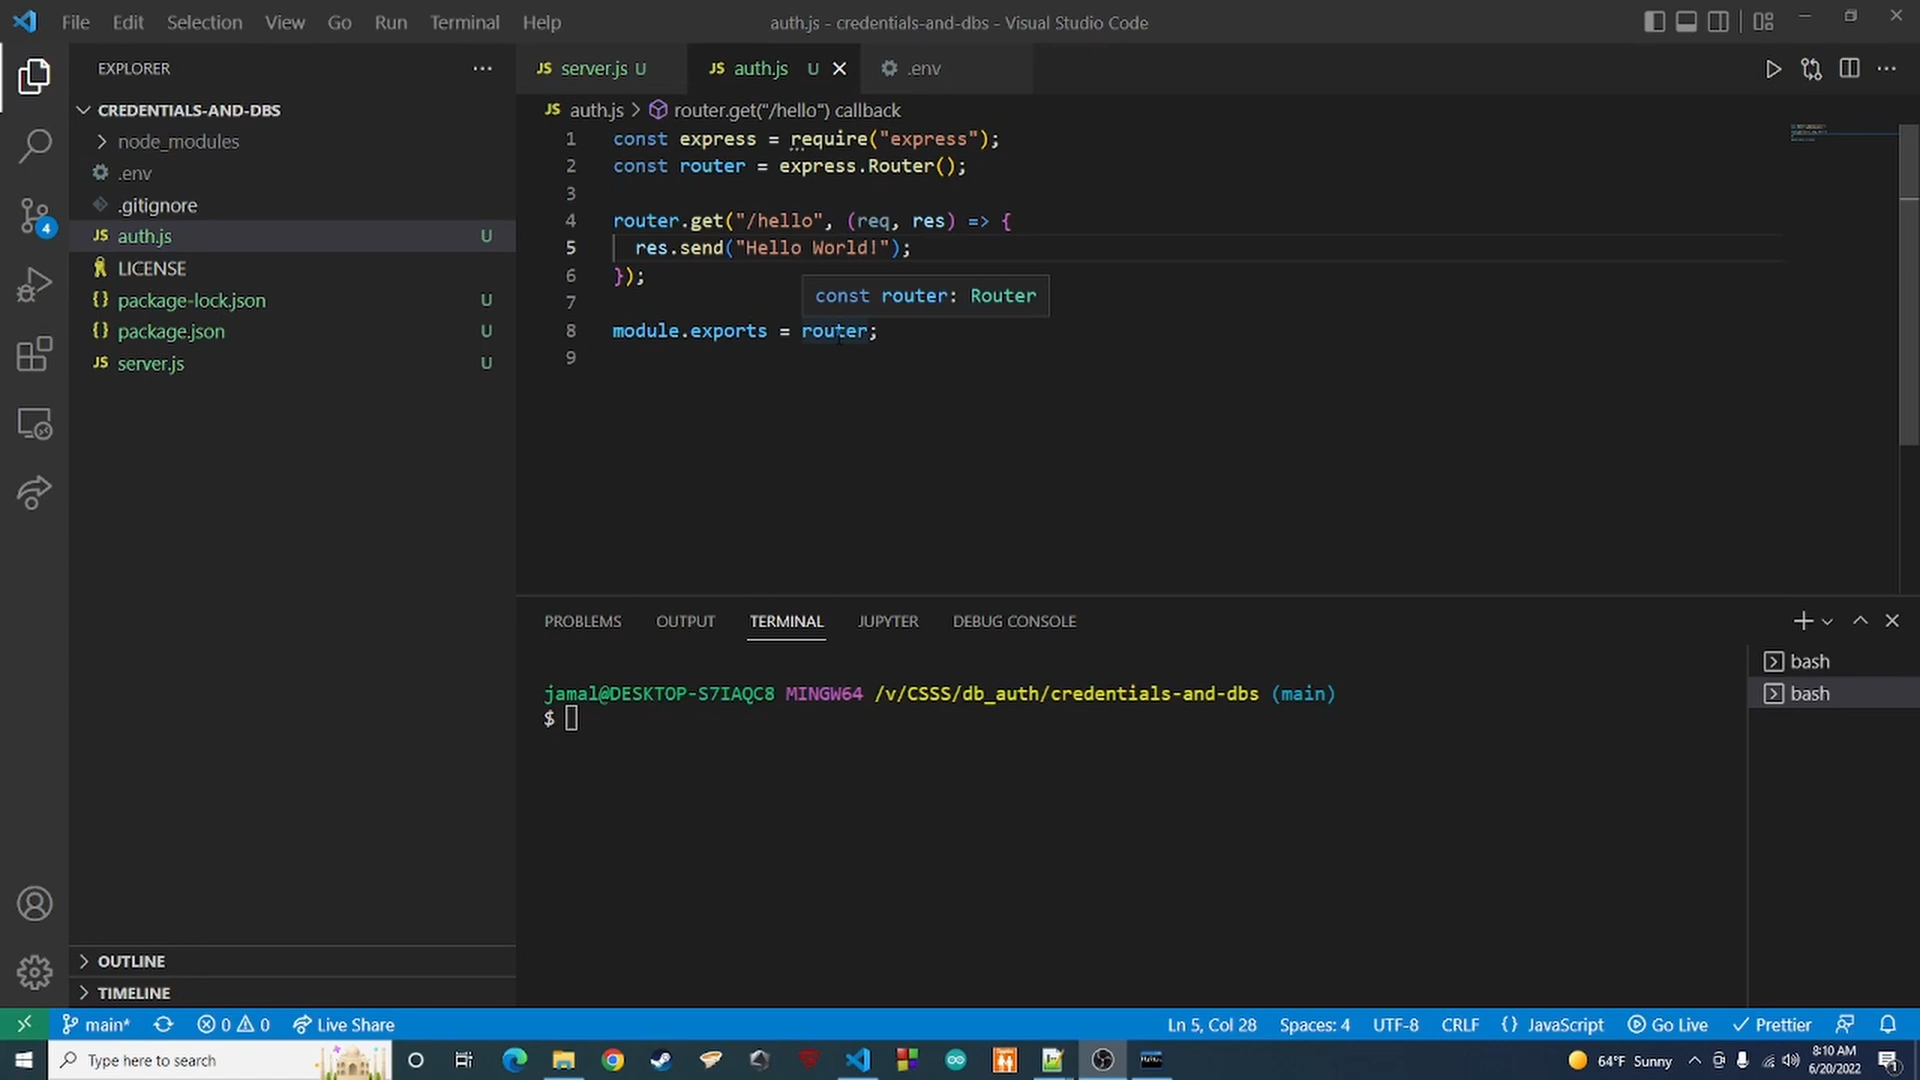 File Edit Selection View Go Run Terminal Help
auth.js - credentials-and-dbs - Visual Studio Code
EXPLORER
CREDENTIALS-AND-DBS
node_modules
.env
.gitignore
auth.js U
LICENSE
package-lock.json U
package.json U
server.js U
OUTLINE
TIMELINE
4
JS server.js U
JS auth.js U
.env
JS auth.js > router.get("/hello") callback
1 const express = require("express");
2 const router = express.Router();
3
4 router.get("/hello", (req, res) => {
5 res.send("Hello World!");
6 });
const router: Router
7
8 module.exports = router;
9
PROBLEMS OUTPUT TERMINAL JUPYTER DEBUG CONSOLE
jamal@DESKTOP-S7IAQC8 MINGW64 /v/CSSS/db_auth/credentials-and-dbs (main)
$
bash
bash
main* 0 0 Live Share
Ln 5, Col 28 Spaces: 4 UTF-8 CRLF {} JavaScript Go Live Prettier
Type here to search
64°F Sunny
8:10 AM
6/20/2022
1